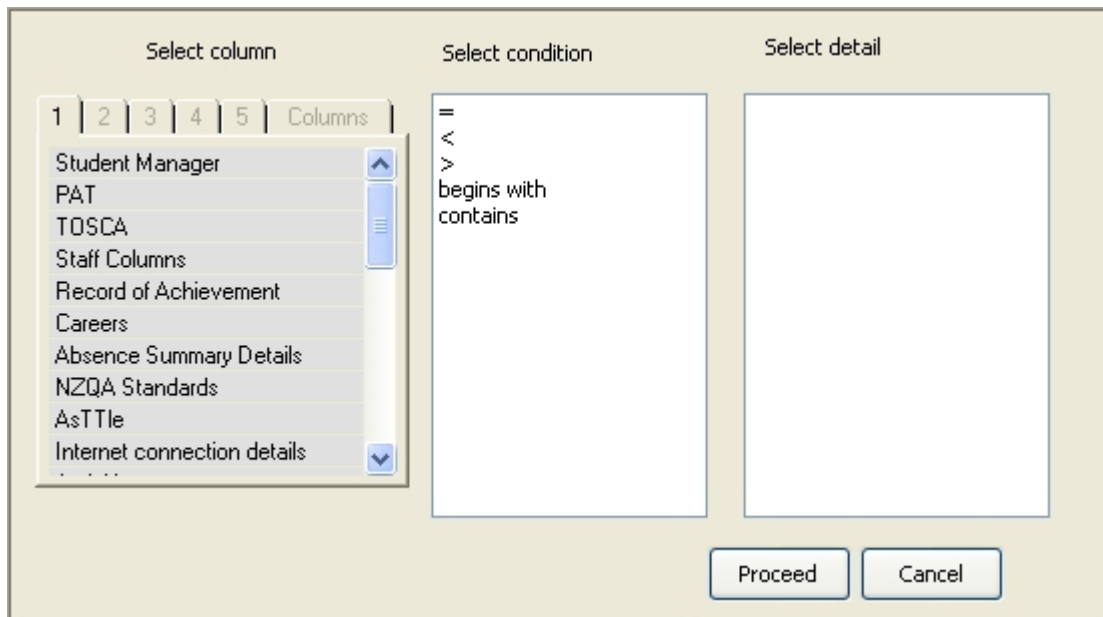 Select column
Select condition
Select detail
1 2 3 4 5 Columns
Student Manager
PAT
TOSCA
Staff Columns
Record of Achievement
Careers
Absence Summary Details
NZQA Standards
AsTTle
Internet connection details
=
<
>
begins with
contains
Proceed
Cancel